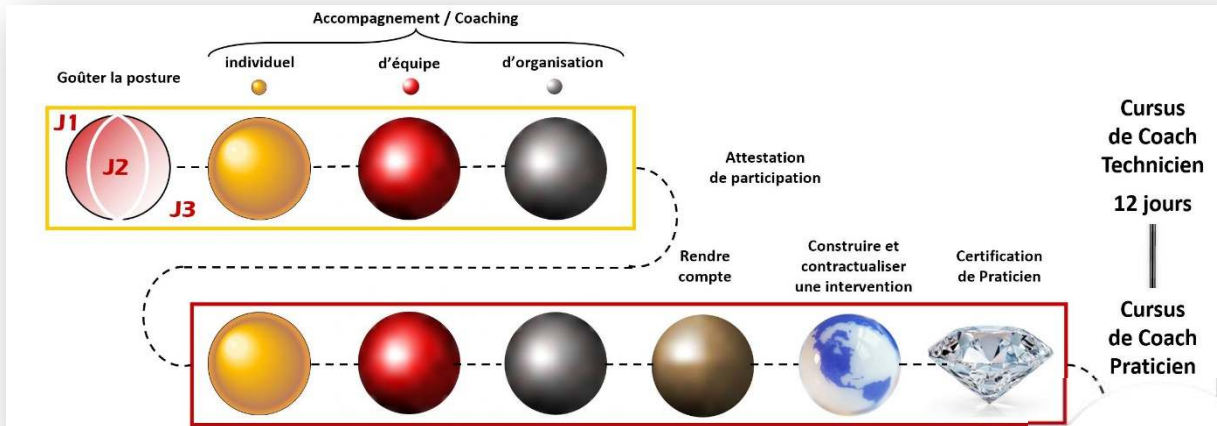 Accompagnement / Coaching
Goûter la posture
individuel
d'équipe
d'organisation
J1
J2
J3
Attestation
de participation
Cursus
de Coach
Technicien
12 jours
Rendre
compte
Construire et
contractualiser
une intervention
Certification
de Praticien
Cursus
de Coach
Praticien